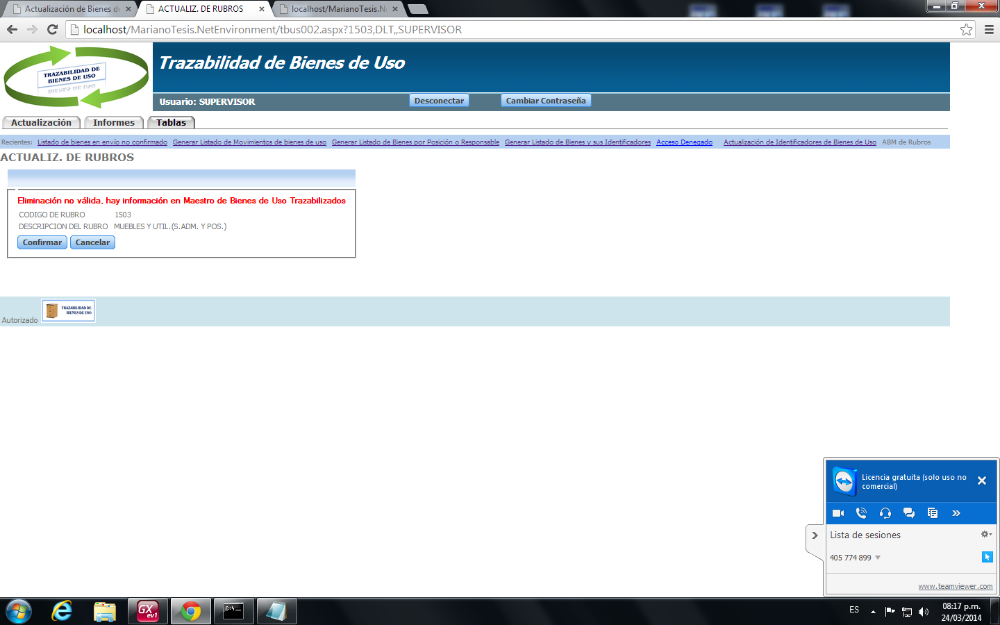 Actualización de Bienes de
ACTUALIZ. DE RUBROS
localhost/MarianoTesis.Ne
localhost/MarianoTesis.NetEnvironment/tbus002.aspx?1503,DLT,,SUPERVISOR
TRAZABILIDAD DE
BIENES DE USO
Trazabilidad de Bienes de Uso
Usuario: SUPERVISOR
Desconectar
Cambiar Contraseña
Actualización
Informes
Tablas
Recientes: Listado de bienes en envío no confirmado Generar Listado de Movimientos de bienes de uso Generar Listado de Bienes por Posición o Responsable Generar Listado de Bienes y sus Identificadores Acceso Denegado Actualización de Identificadores de Bienes de Uso ABM de Rubros
ACTUALIZ. DE RUBROS
Eliminación no válida, hay información en Maestro de Bienes de Uso Trazabilizados
CODIGO DE RUBRO 1503
DESCRIPCION DEL RUBRO MUEBLES Y UTIL.(S.ADM. Y POS.)
Confirmar Cancelar
Autorizado
TRAZABILIDAD DE
BIENES DE USO
Licencia gratuita (solo uso no
comercial)
Lista de sesiones
405 774 899
www.teamviewer.com
GX
ev1
C:\_
ES
08:17 p.m.
24/03/2014